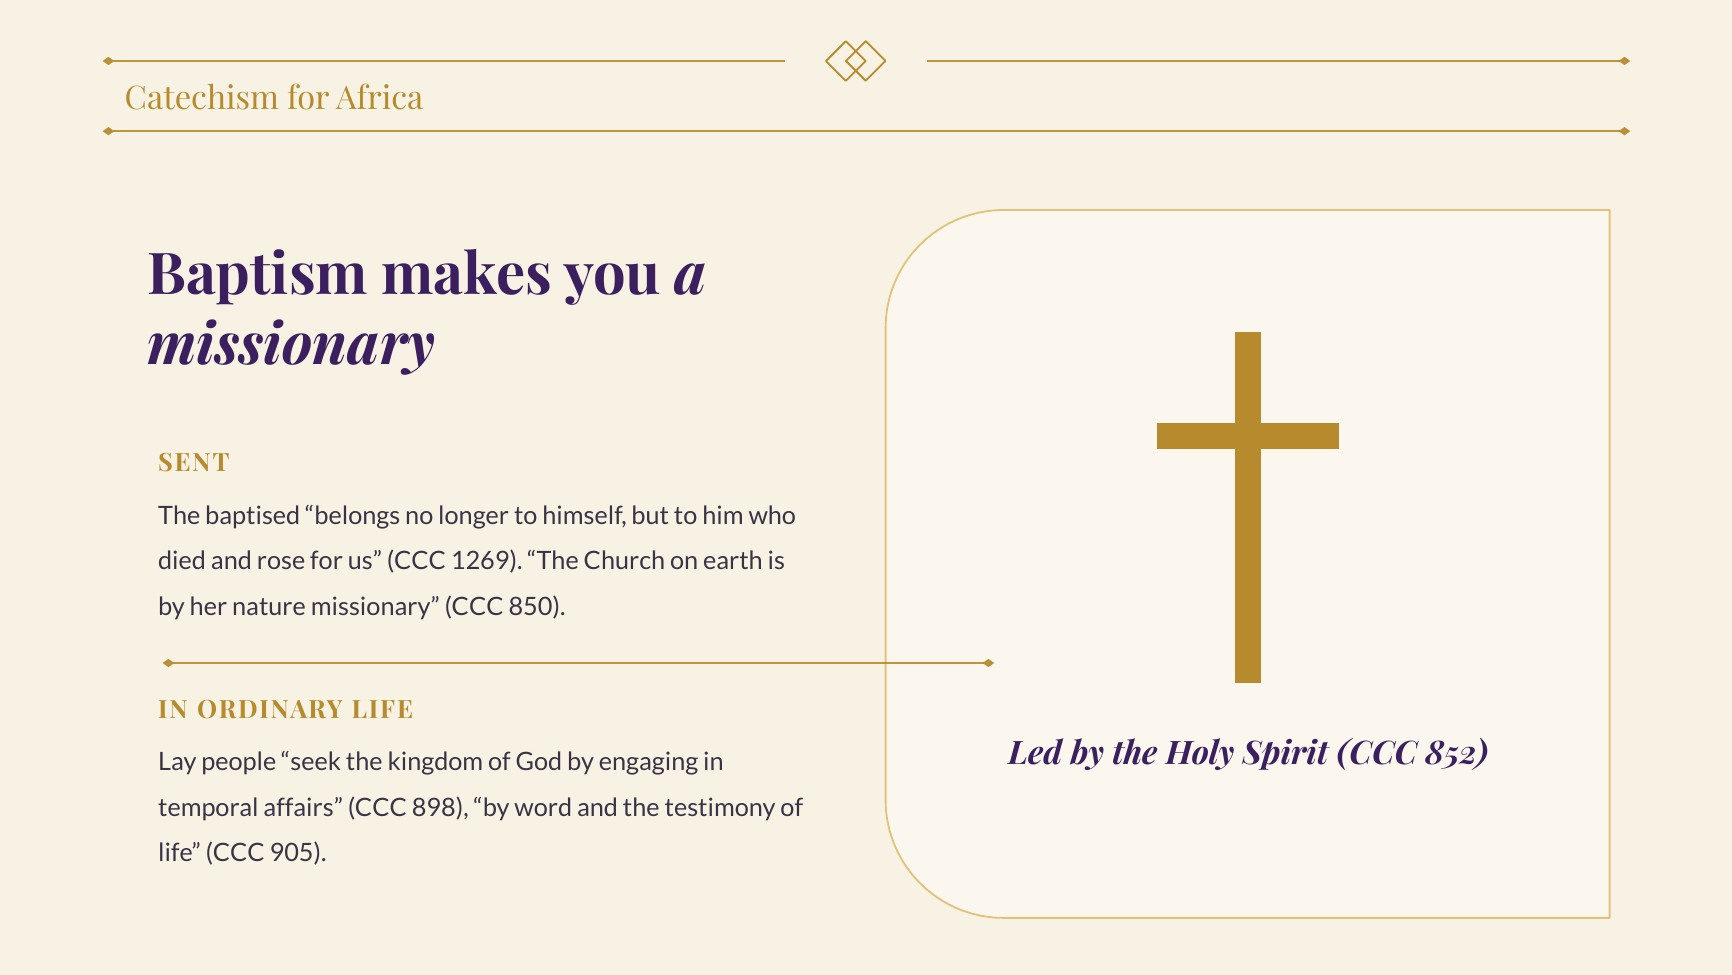 Catechism for Africa
Baptism makes you a
missionary
SENT
The baptised “belongs no longer to himself, but to him who
died and rose for us” (CCC 1269). “The Church on earth is
by her nature missionary” (CCC 850).
IN ORDINARY LIFE
Lay people “seek the kingdom of God by engaging in
temporal affairs” (CCC 898), “by word and the testimony of
life” (CCC 905).
Led by the Holy Spirit (CCC 852)